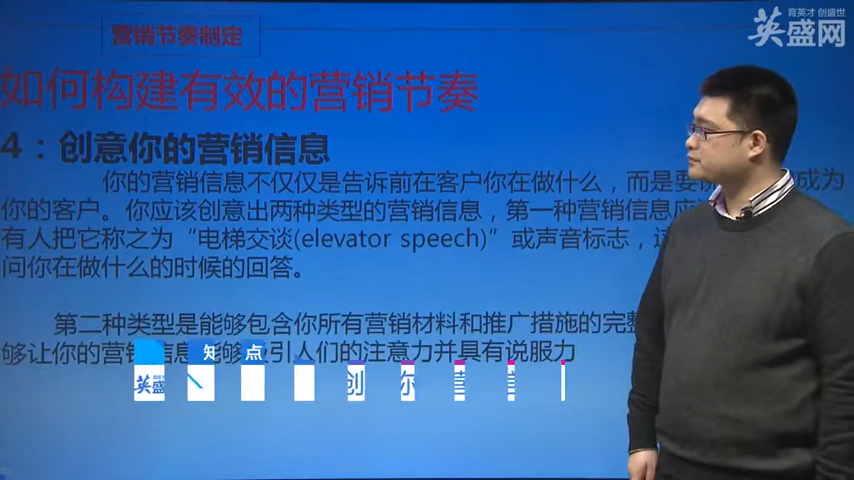 育英才 创盛世
英盛网
营销节奏制定
如何构建有效的营销节奏
4：创意你的营销信息
你的营销信息不仅仅是告诉前在客户你在做什么，而是要 成为
你的客户。你应该创意出两种类型的营销信息，第一种营销信息应
有人把它称之为“电梯交谈(elevator speech)”或声音标志，
问你在做什么的时候的回答。
第二种类型是能够包含你所有营销材料和推广措施的完
够让你的营销信息能够吸引人们的注意力并具有说服力
知 点
英盛
创 你